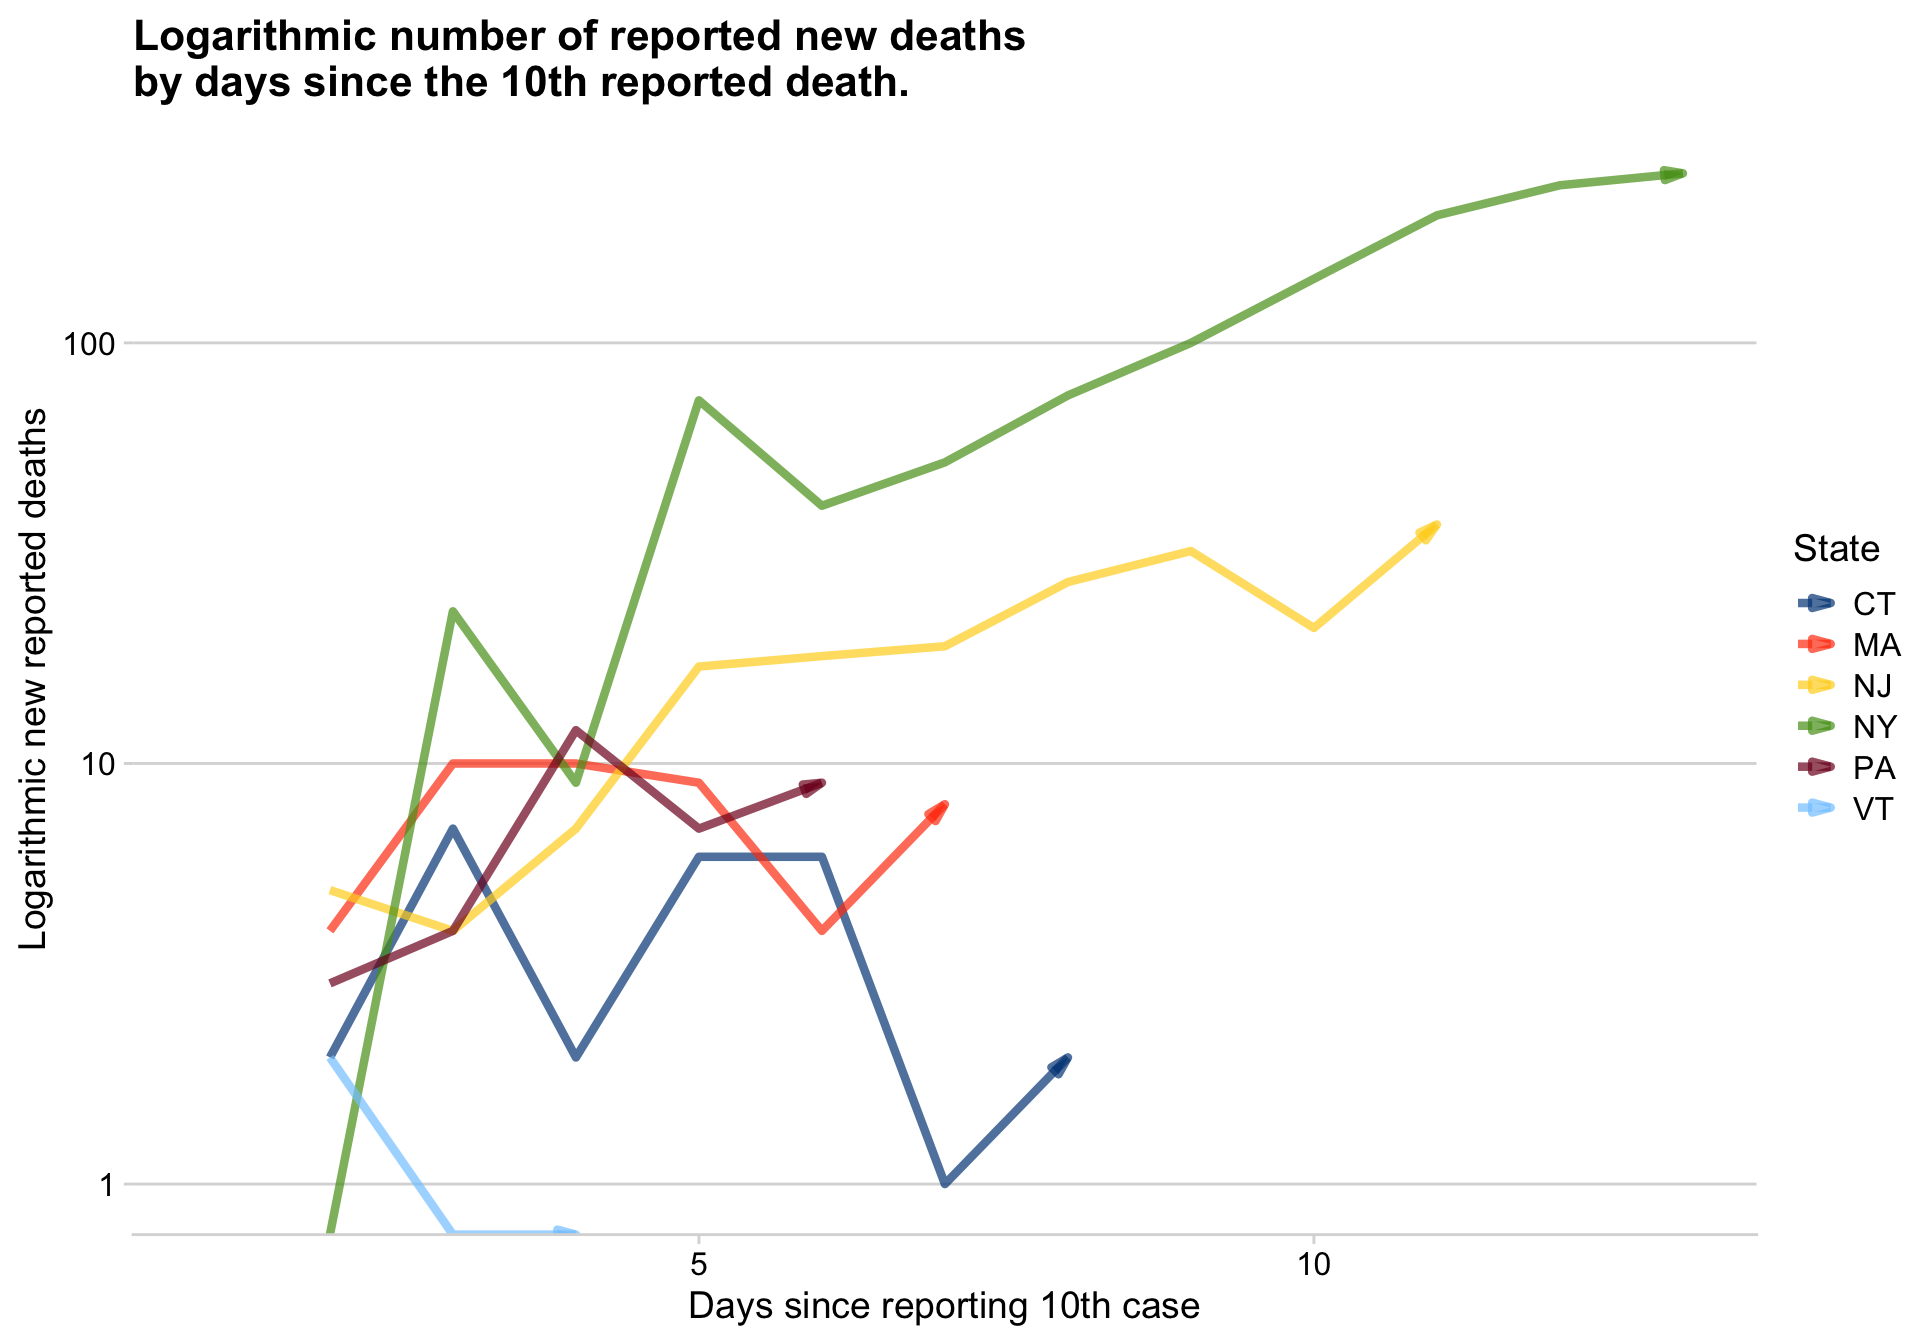 Logarithmic number of reported new deaths
by days since the 10th reported death.
Logarithmic new reported deaths
100
10
1
5
10
Days since reporting 10th case
State
CT
MA
NJ
NY
PA
VT